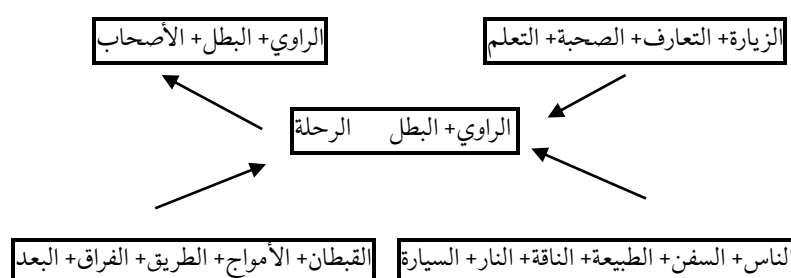 الزيارة+ التعارف+ الصحبة+ التعلم
الراوي+ البطل+ الأصحاب
الراوي+ البطل الرحلة
الناس+ السفن+ الطبيعة+ الناقة+ النار+ السيارة
القبطان+ الأمواج+ الطريق+ الفراق+ البعد